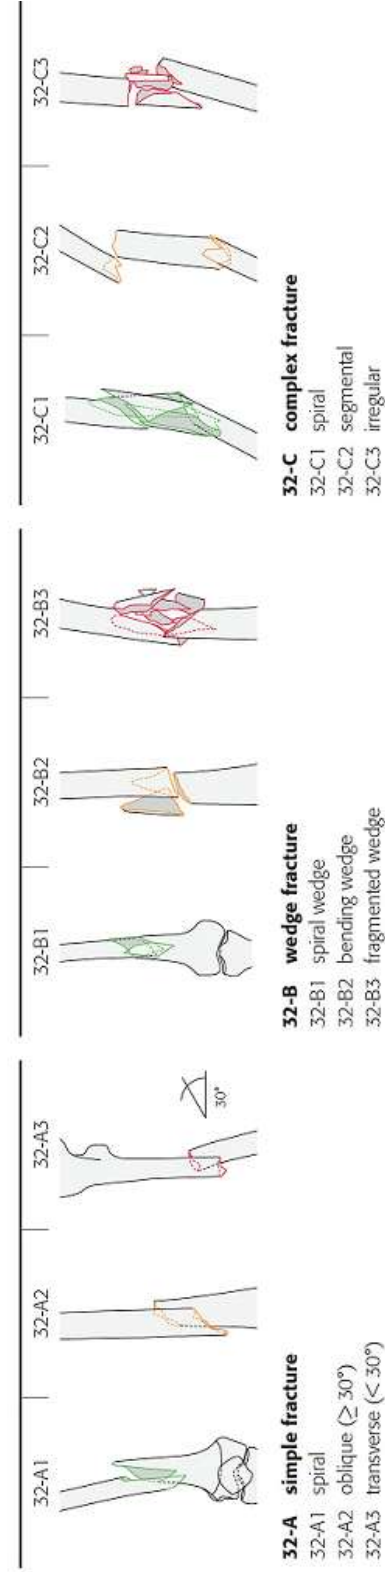 32-A1
32-A2
32-A3
30°
32-A simple fracture
32-A1 spiral
32-A2 oblique (≥ 30°)
32-A3 transverse (< 30°)
32-B1
32-B2
32-B3
32-B wedge fracture
32-B1 spiral wedge
32-B2 bending wedge
32-B3 fragmented wedge
32-C1
32-C2
32-C3
32-C complex fracture
32-C1 spiral
32-C2 segmental
32-C3 irregular